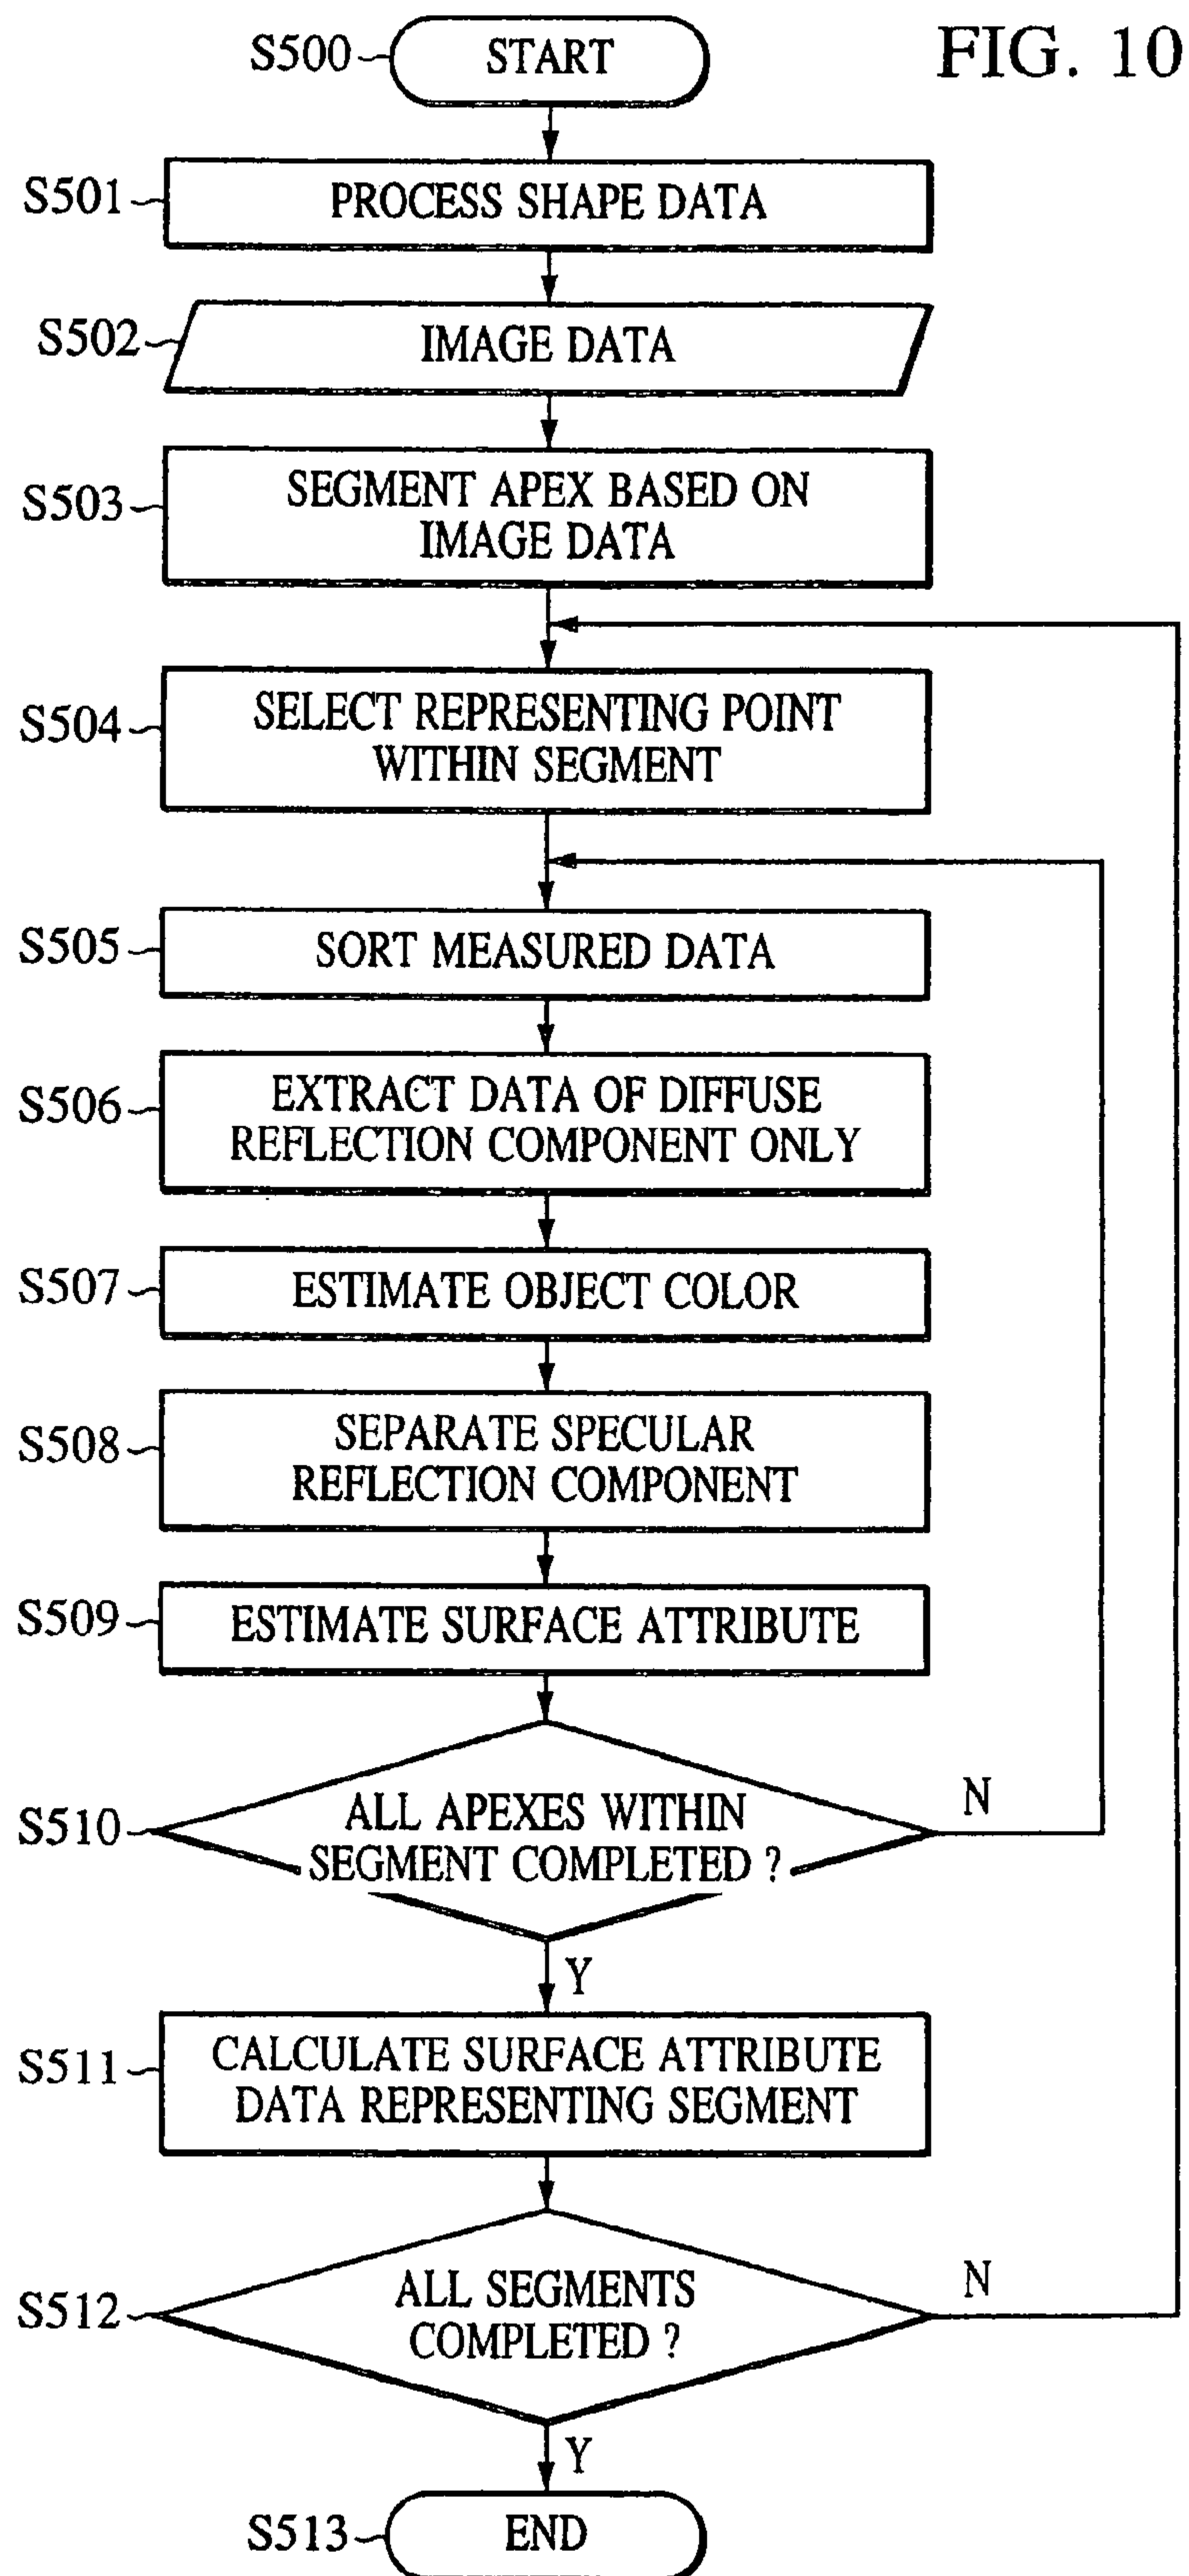 FIG. 10
S500
START
S501
PROCESS SHAPE DATA
S502
IMAGE DATA
S503
SEGMENT APEX BASED ON
IMAGE DATA
S504
SELECT REPRESENTING POINT
WITHIN SEGMENT
S505
SORT MEASURED DATA
S506
EXTRACT DATA OF DIFFUSE
REFLECTION COMPONENT ONLY
S507
ESTIMATE OBJECT COLOR
S508
SEPARATE SPECULAR
REFLECTION COMPONENT
S509
ESTIMATE SURFACE ATTRIBUTE
S510
ALL APEXES WITHIN
SEGMENT COMPLETED ?
N
Y
S511
CALCULATE SURFACE ATTRIBUTE
DATA REPRESENTING SEGMENT
S512
ALL SEGMENTS
COMPLETED ?
N
Y
S513
END